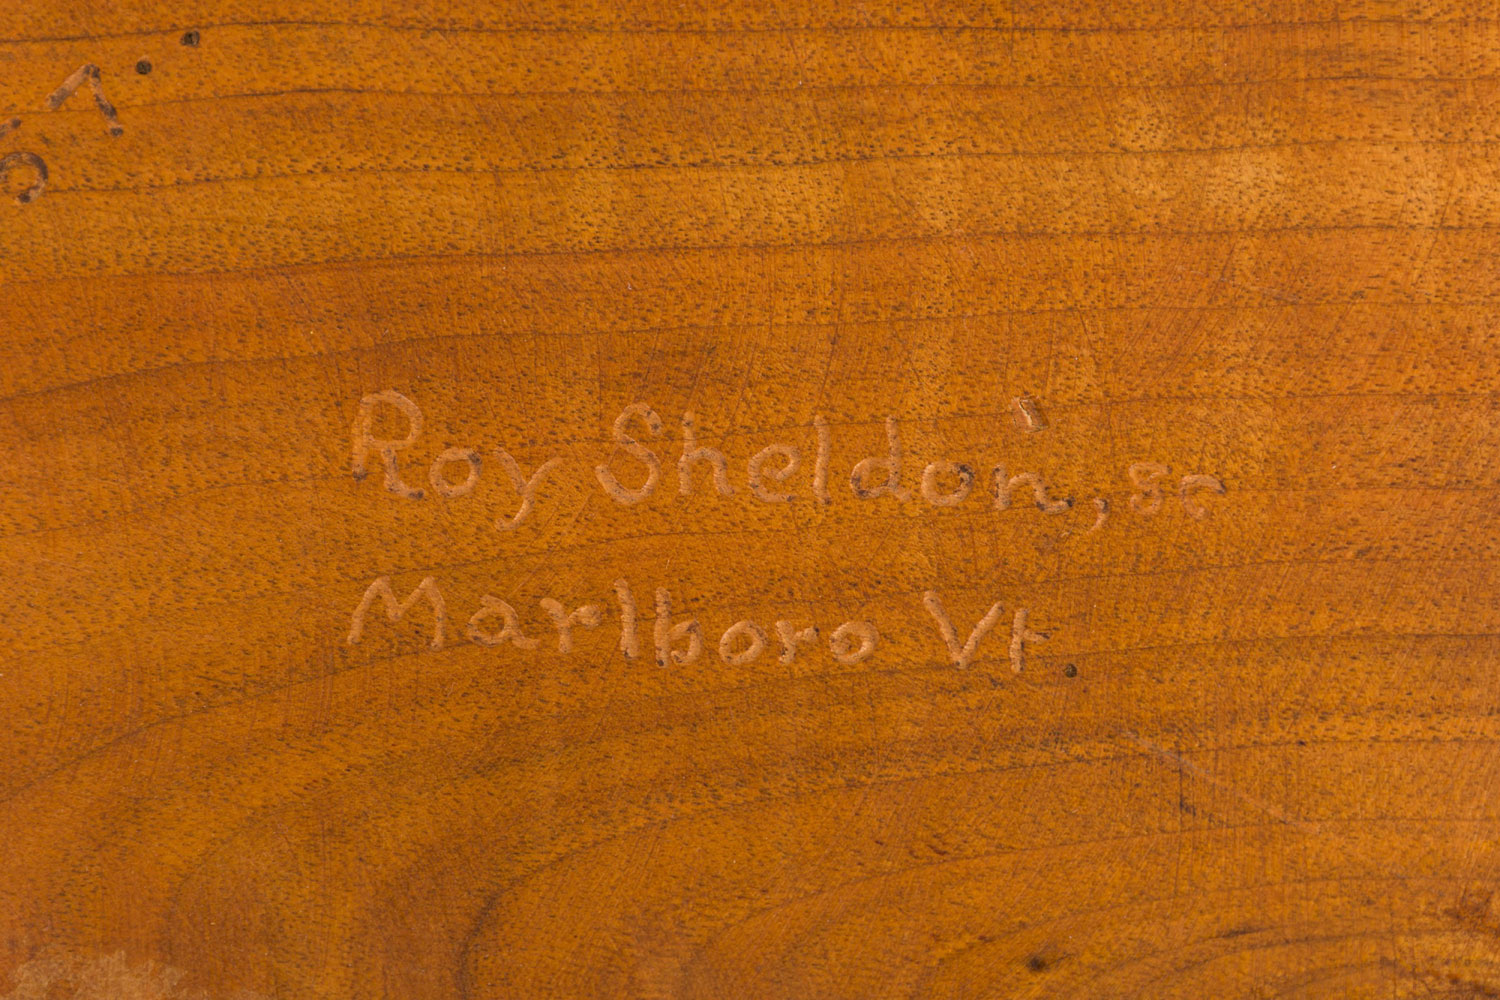 Roy Sheldon, sc
Marlboro Vt